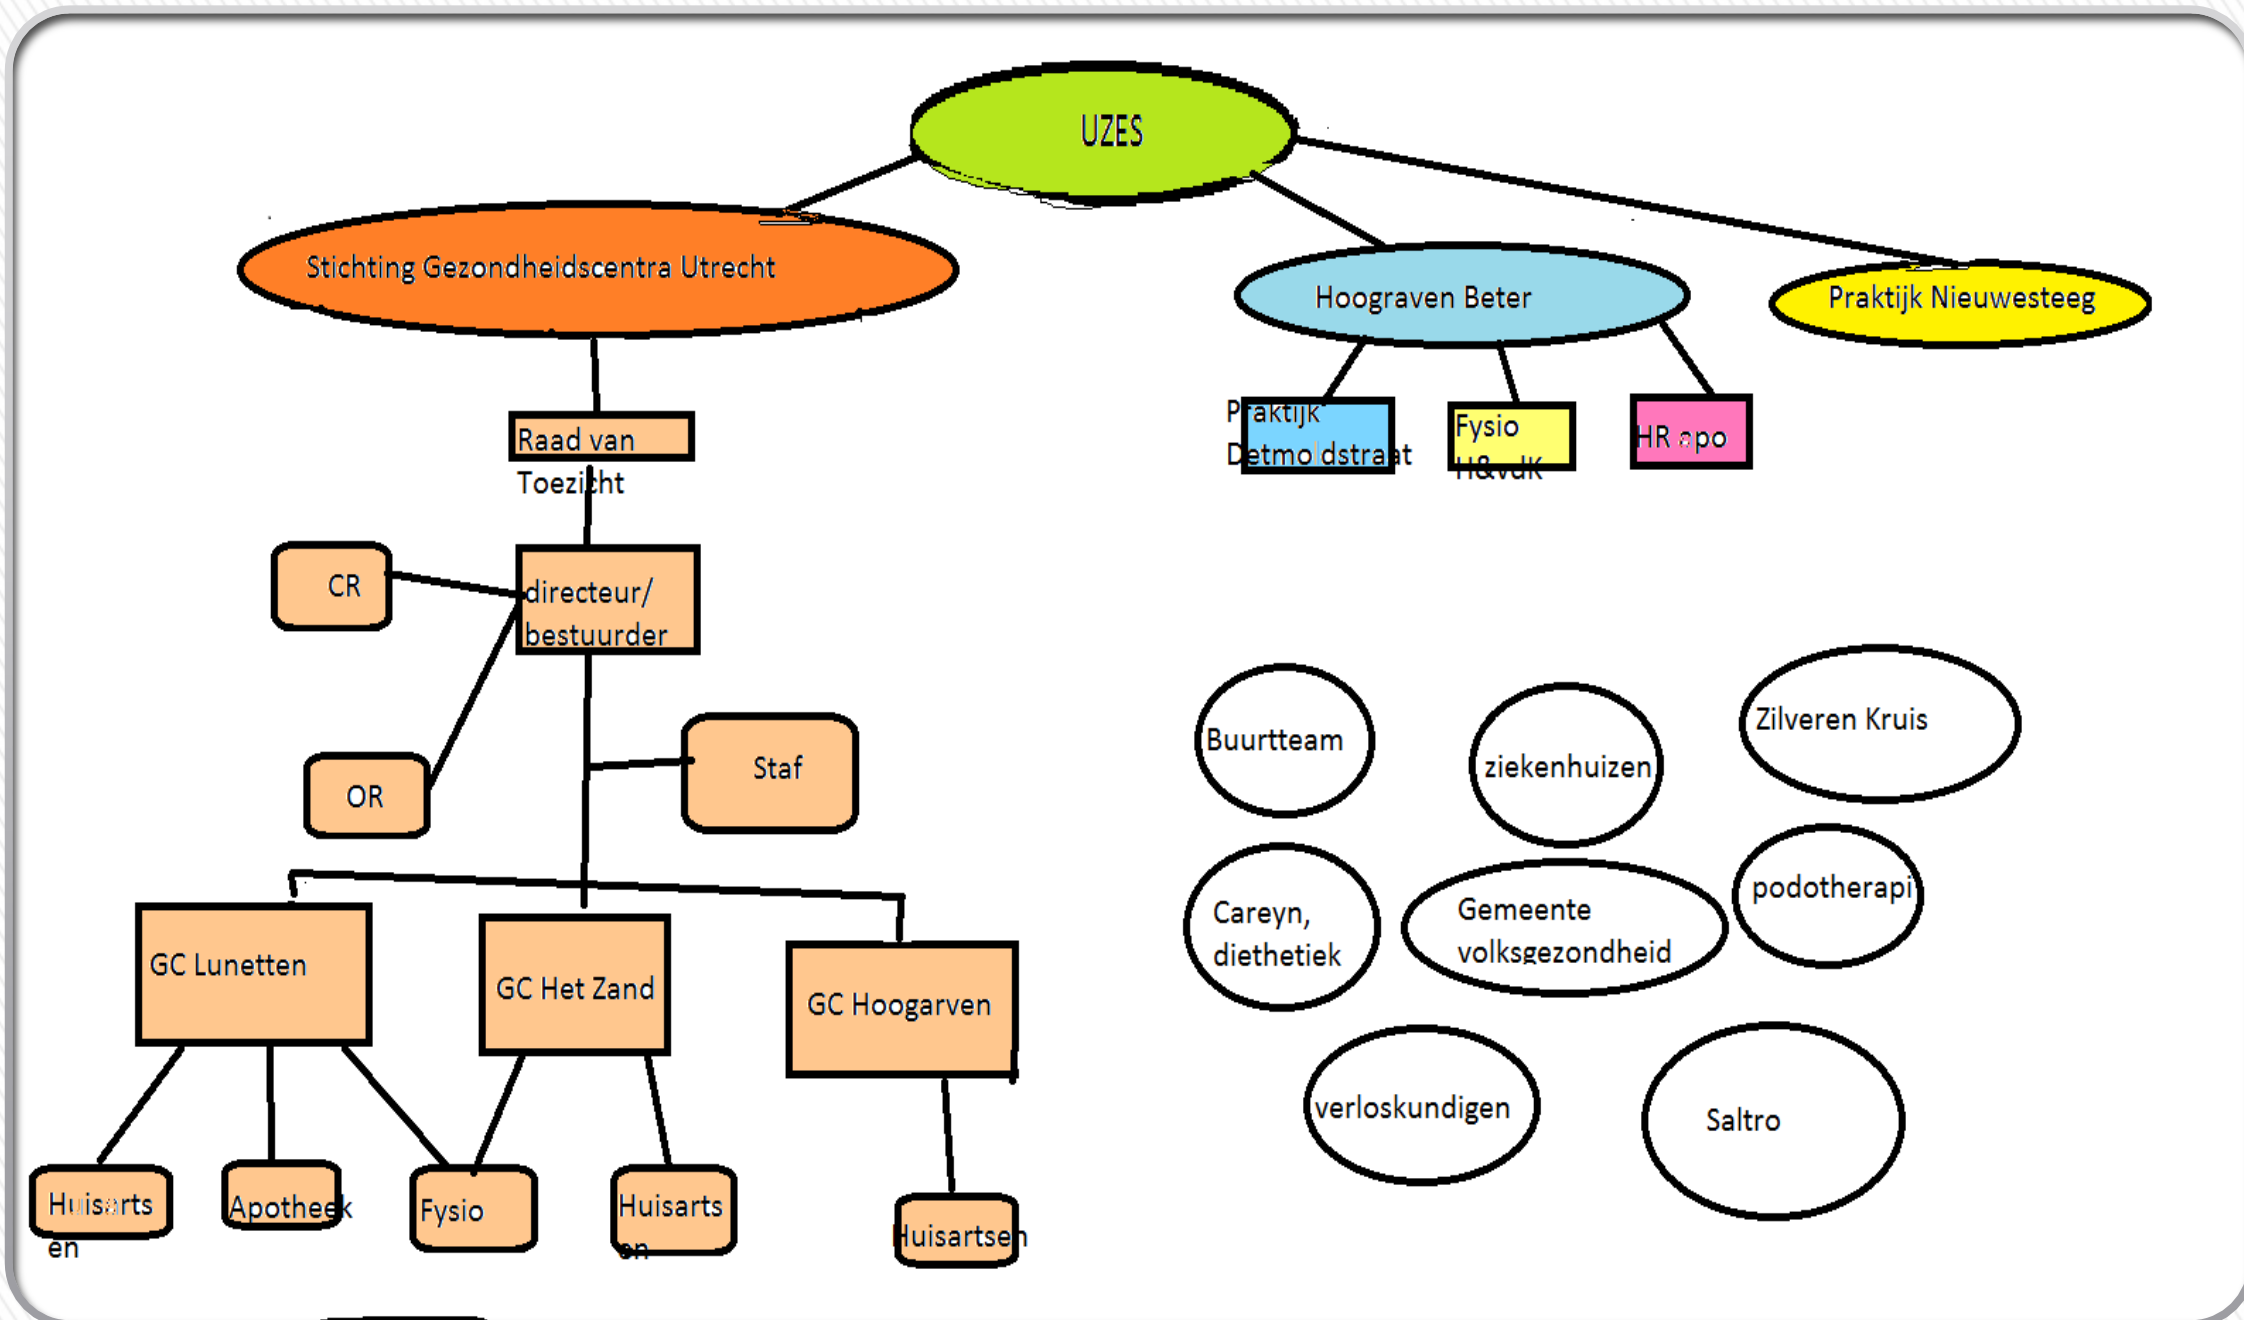 UZES
Stichting Gezondheidscentra Utrecht
Hoograven Beter
Praktijk Nieuwesteeg
Praktijk
Detmoldstraat
Fysio
H&vdK
HR apo
Raad van
Toezicht
CR
directeur/
bestuurder
OR
Staf
GC Lunetten
GC Het Zand
GC Hoogarven
Huisarts
en
Apotheek
Fysio
Huisarts
en
Huisartsen
Buurtteam
ziekenhuizen
Zilveren Kruis
Careyn,
diethetiek
Gemeente
volksgezondheid
podotherapi
verloskundigen
Saltro